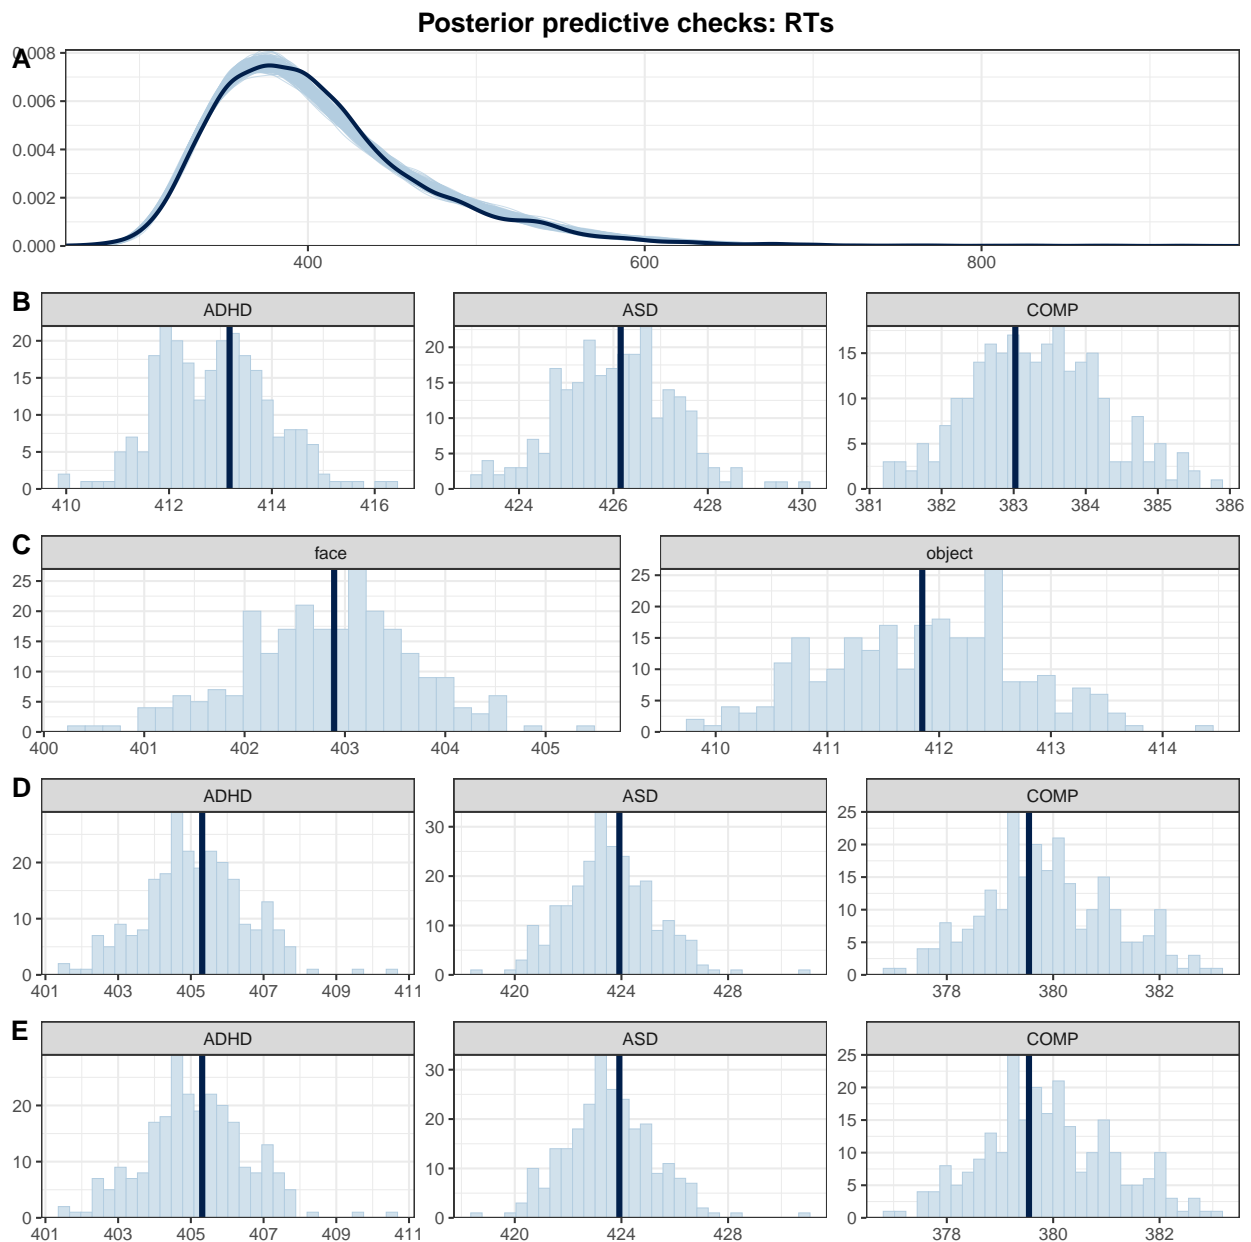 Posterior predictive checks: RTs
A
0.008
0.006
0.004
0.002
0.000
400 600 800
B
ADHD ASD COMP
20
15
10
5
0
410 412 414 416
20
15
10
5
0
424 426 428 430
15
10
5
0
381 382 383 384 385 386
C
face object
25
20
15
10
5
0
400 401 402 403 404 405
25
20
15
10
5
0
410 411 412 413 414
D
ADHD ASD COMP
20
10
0
401 403 405 407 409 411
30
20
10
0
420 424 428
25
20
15
10
5
0
378 380 382
E
ADHD ASD COMP
20
10
0
401 403 405 407 409 411
30
20
10
0
420 424 428
25
20
15
10
5
0
378 380 382